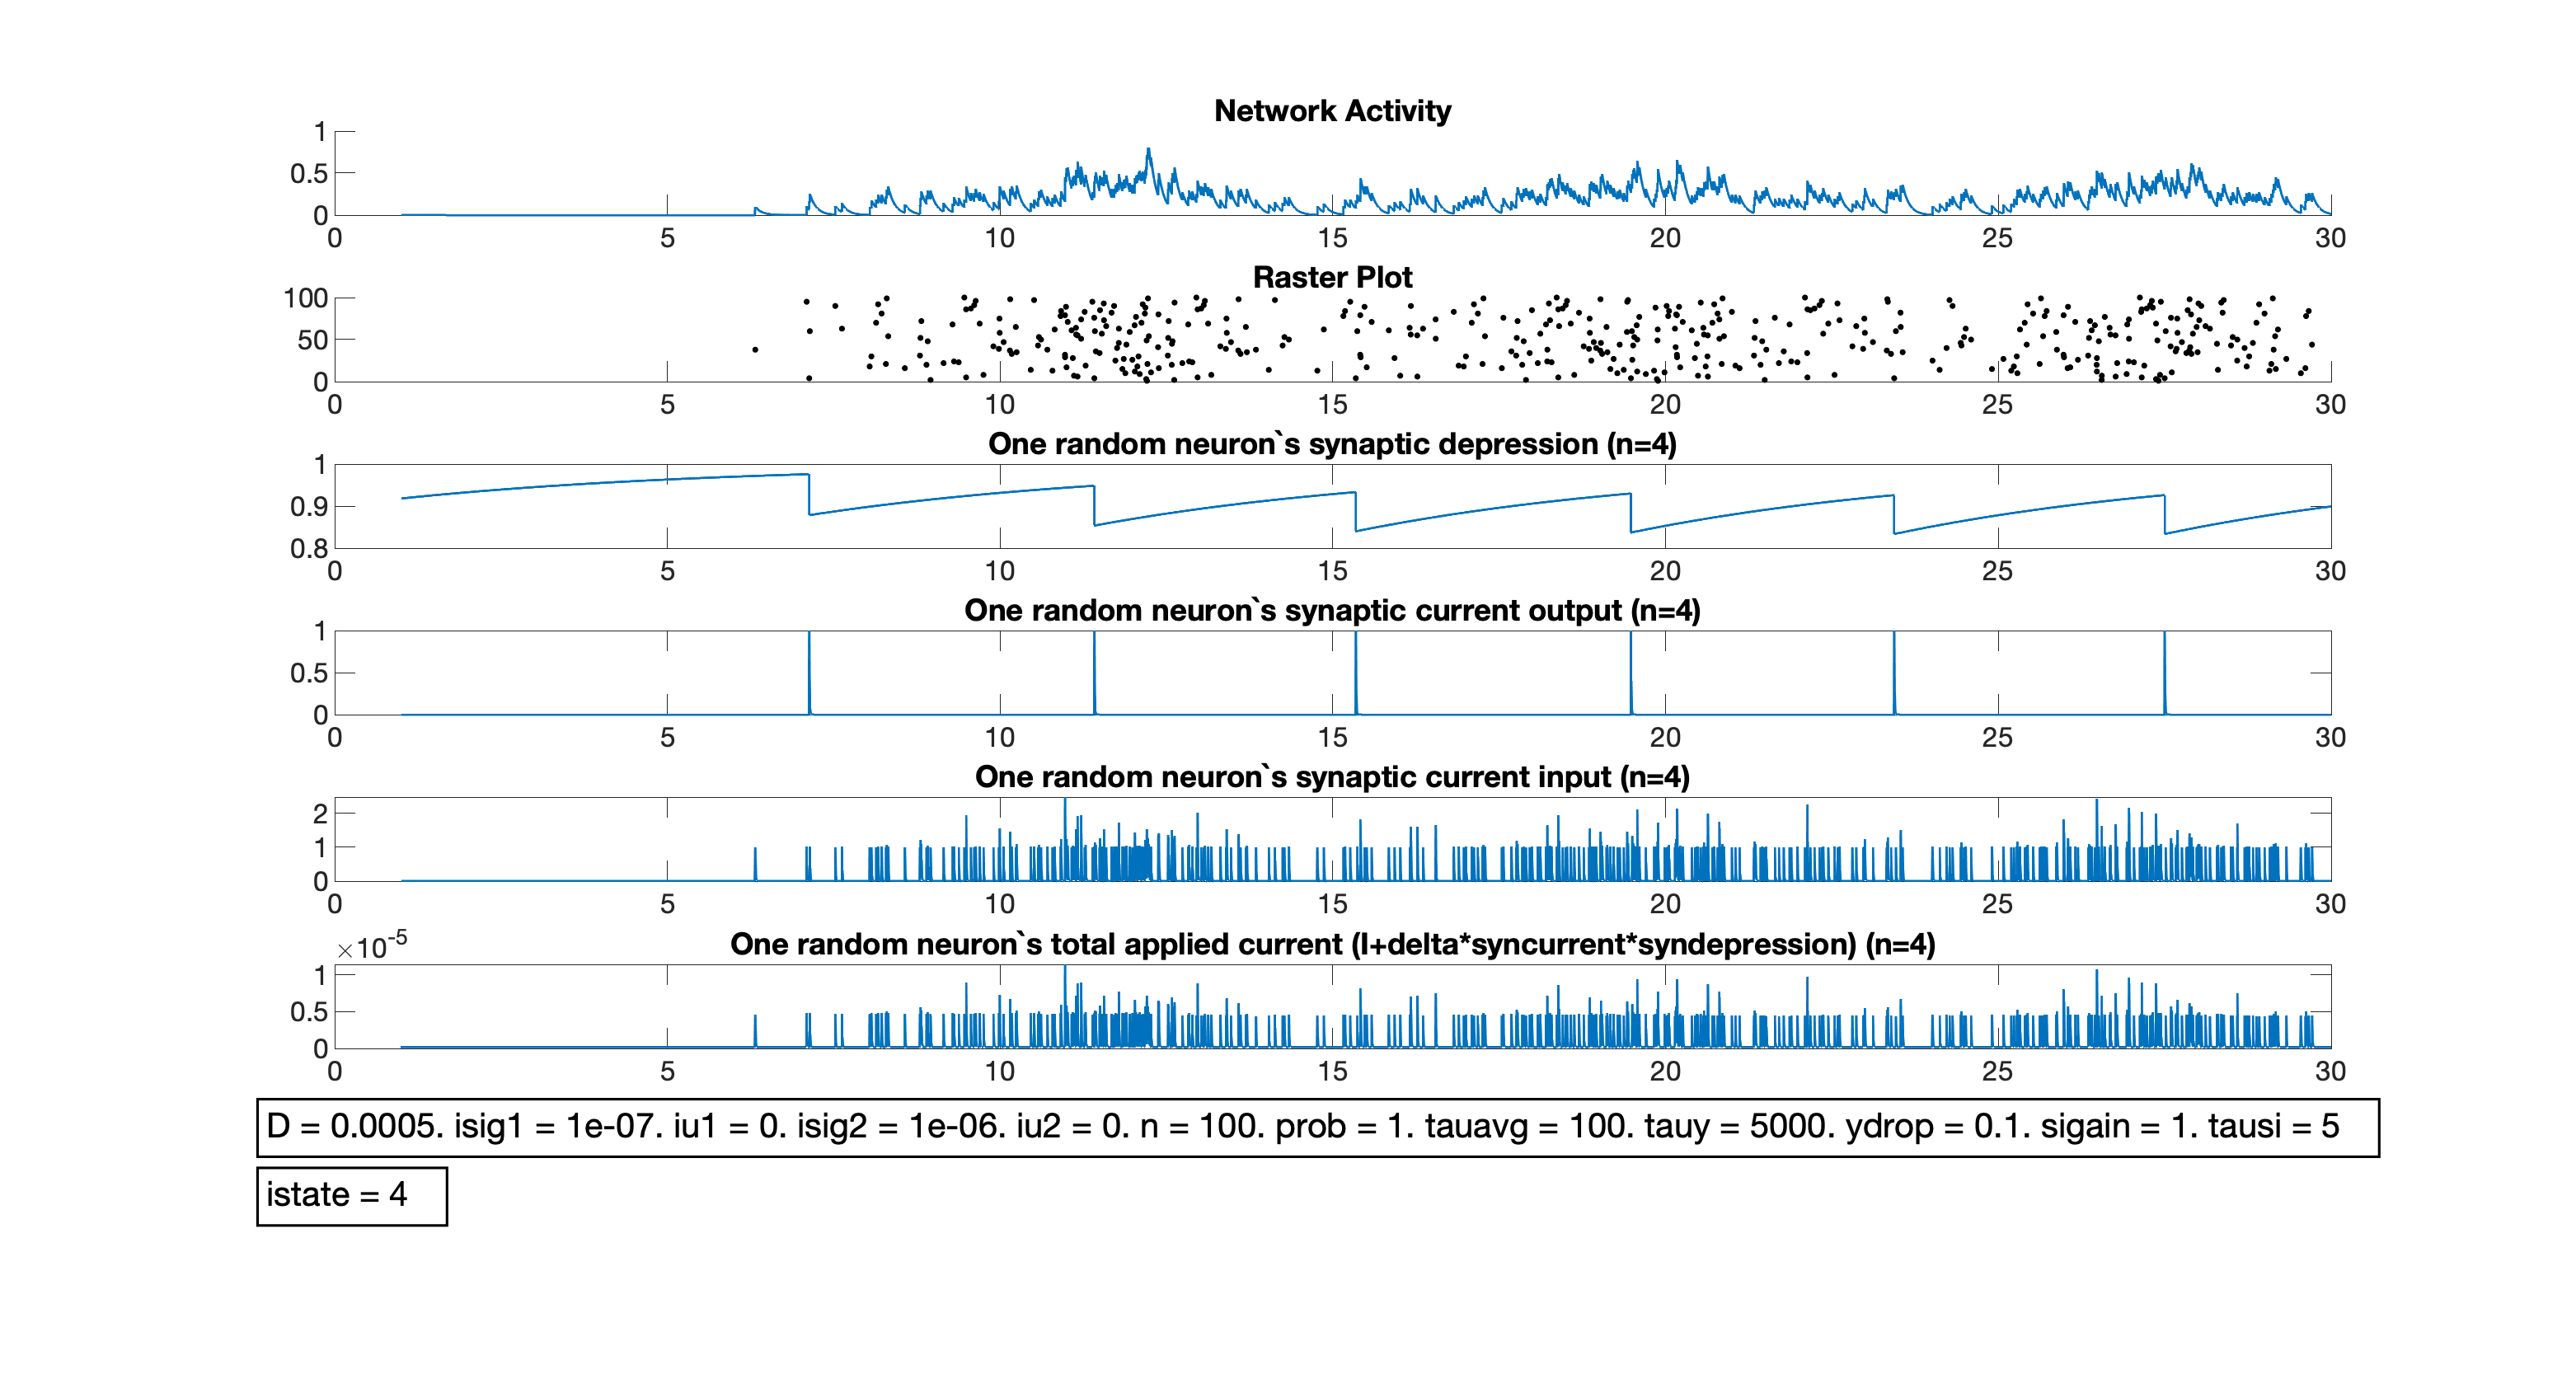 Network Activity
1
0.5
0
0 5 10 15 20 25 30
Raster Plot
100
50
0
0 5 10 15 20 25 30
One random neuron`s synaptic depression (n=4)
1
0.9
0.8
0 5 10 15 20 25 30
One random neuron`s synaptic current output (n=4)
1
0.5
0
0 5 10 15 20 25 30
One random neuron`s synaptic current input (n=4)
2
1
0
0 5 10 15 20 25 30
×10-5
One random neuron`s total applied current (I+delta*syncurrent*syndepression) (n=4)
1
0.5
0
0 5 10 15 20 25 30
D = 0.0005. isig1 = 1e-07. iu1 = 0. isig2 = 1e-06. iu2 = 0. n = 100. prob = 1. tauavg = 100. tauy = 5000. ydrop = 0.1. sigain = 1. tausi = 5
istate = 4